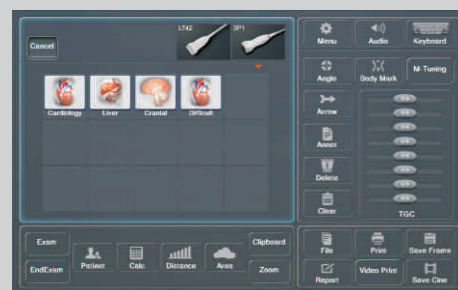 L742
3P1
Cancel
Cardiology
Liver
Cranial
Difficult
Menu
Audio
Keyboard
Angle
Body Mark
M-Tuning
Arrow
Annot
Delete
Clear
TGC
Exam
EndExam
Patient
Calc
Distance
Area
Clipboard
Zoom
File
Print
Save Frame
Report
Video Print
Save Cine